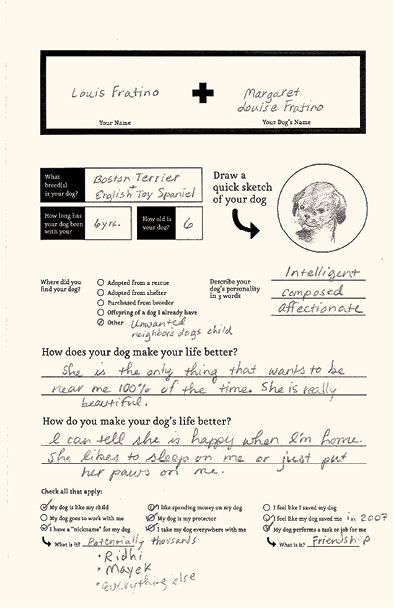 Louis Fratino
Margaret
Louise Fratino
Your Name
Your Dog's Name
What breed(s) is your dog?
Boston Terrier
+
English Toy Spaniel
How long has your dog been with you?
6 yrs.
How old is your dog?
6
Draw a
quick sketch
of your dog
Where did you find your dog?
Adopted from a rescue
Adopted from shelter
Purchased from breeder
Offspring of a dog I already have
Other Unwanted
neighbors dogs child
Describe your dog's personality in 3 words
Intelligent
composed
affectionate
How does your dog make your life better?
She is the only thing that wants to be
near me 100% of the time. She is really
beautiful.
How do you make your dog's life better?
I can tell she is happy when I'm home.
She likes to sleep on me or just put
her paws on me.
Check all that apply:
My dog is like my child
My dog goes to work with me
I have a "nickname" for my dog
What is it? Potentially thousands
• Ridhi
• Mayek
• everything else
I like spending money on my dog
My dog is my protector
I take my dog everywhere with me
I feel like I saved my dog
I feel like my dog saved me in 2007
My dog performs a task or job for me
What is it? Friendship